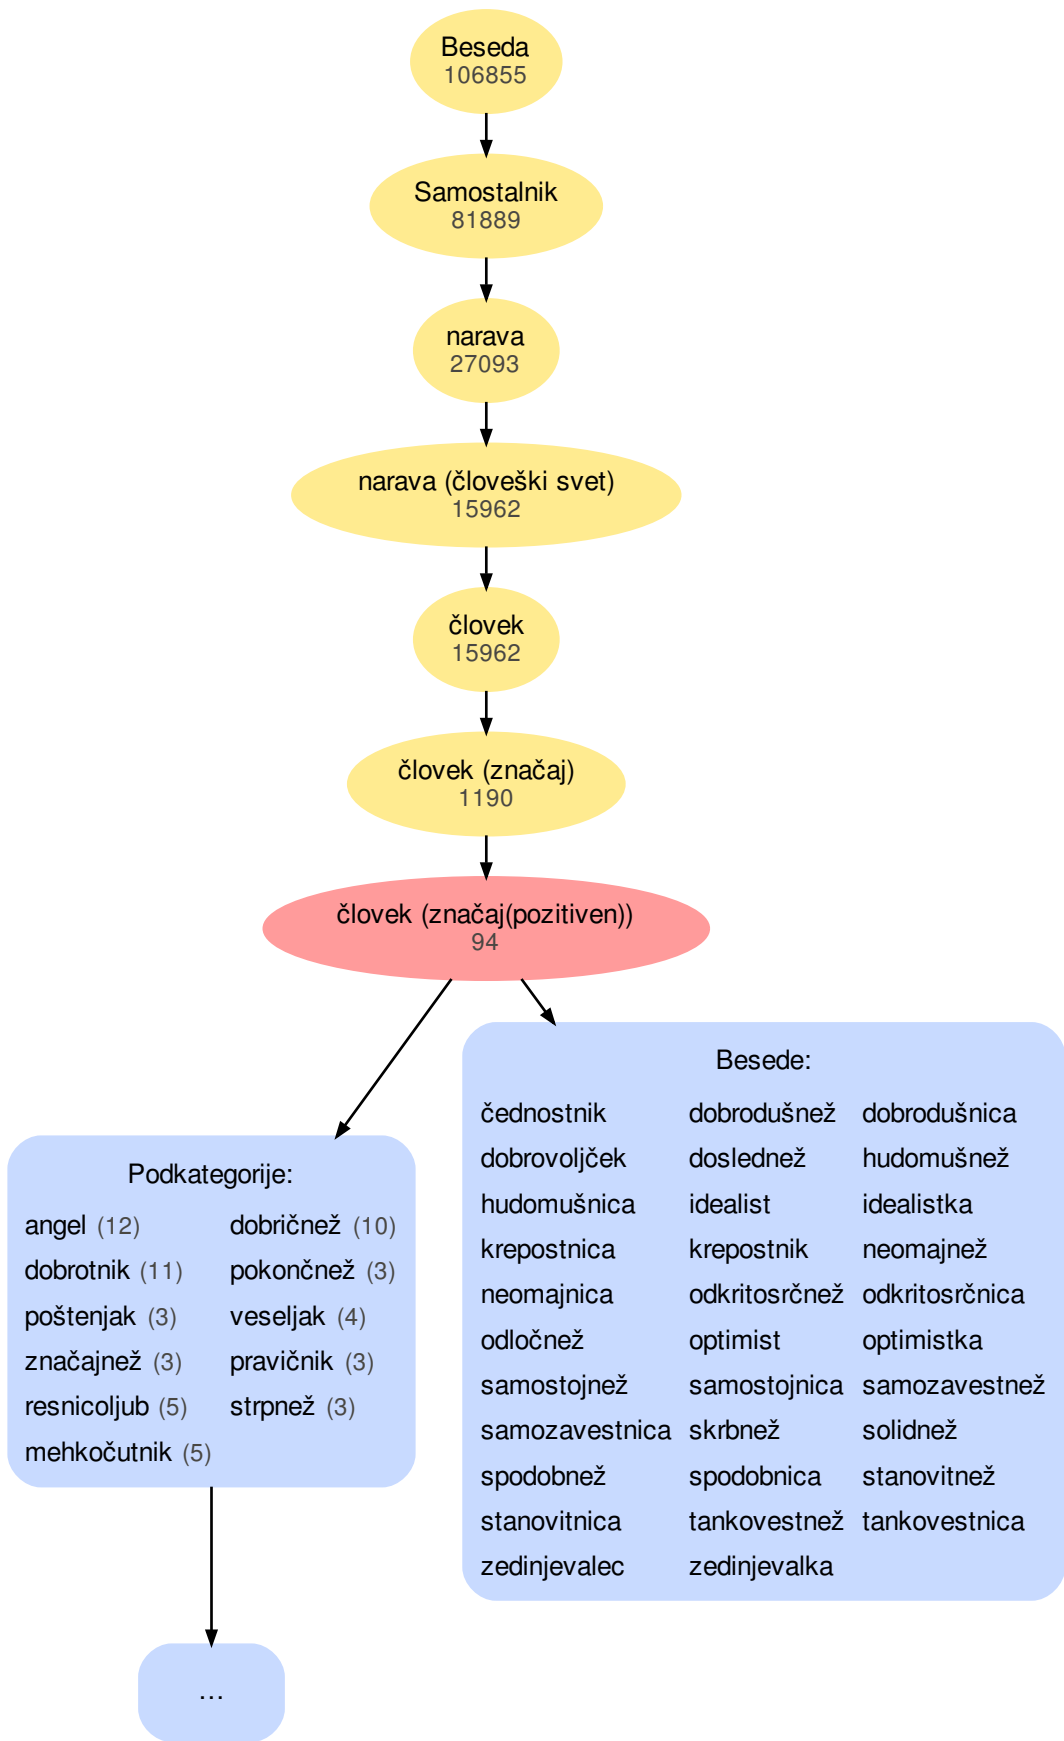 Beseda
106855
Samostalnik
81889
narava
27093
narava (človeški svet)
15962
človek
15962
človek (značaj)
1190
človek (značaj(pozitiven))
94
Podkategorije:
angel (12) dobričnež (10)
dobrotnik (11) pokončnež (3)
poštenjak (3) veseljak (4)
značajnež (3) pravičnik (3)
resnicoljub (5) strpnež (3)
mehkočutnik (5)
...
Besede:
čednostnik dobrodušnež dobrodušnica
dobrovoljček doslednež hudomušnež
hudomušnica idealist idealistka
krepostnica krepostnik neomajnež
neomajnica odkritosrčnež odkritosrčnica
odločnež optimist optimistka
samostojnež samostojnica samozavestnež
samozavestnica skrbnež solidnež
spodobnež spodobnica stanovitnež
stanovitnica tankovestnež tankovestnica
zedinjevalec zedinjevalka